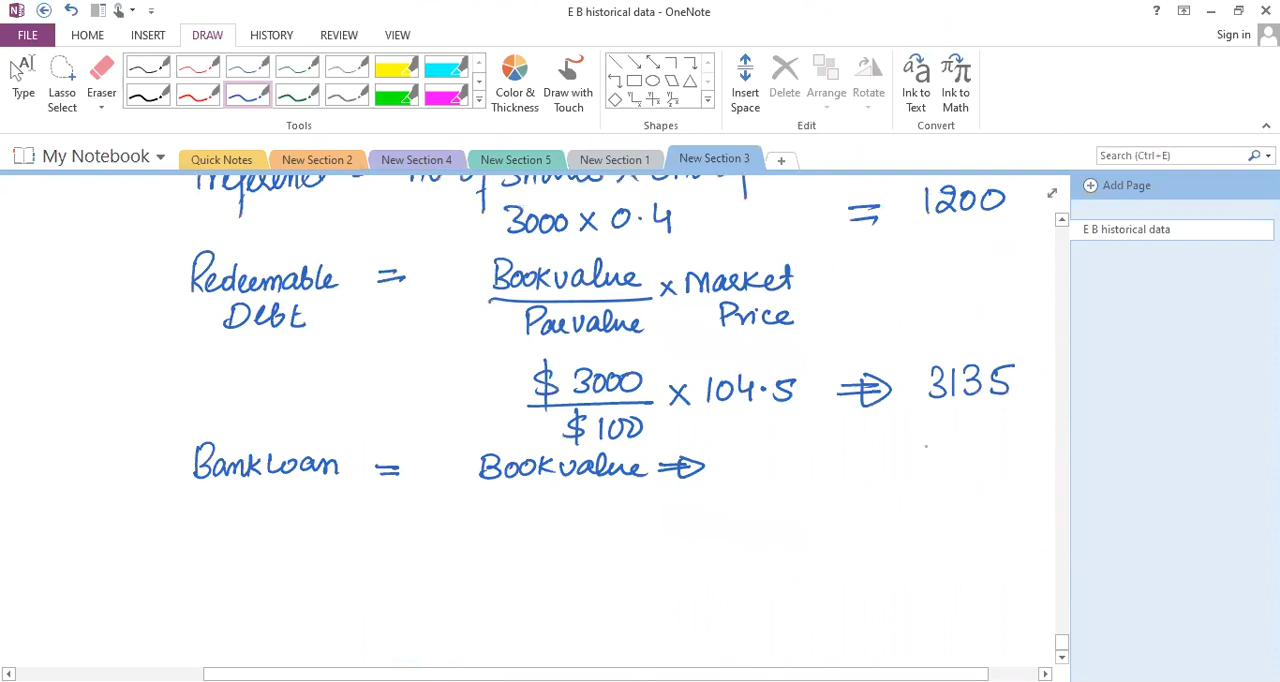 E B historical data - OneNote
?
Sign in
FILE HOME INSERT DRAW HISTORY REVIEW VIEW
Type
Lasso Select
Eraser
Color & Thickness
Draw with Touch
Insert Space
Delete
Arrange
Rotate
Ink to Text
Ink to Math
Tools
Shapes
Edit
Convert
My Notebook
Quick Notes
New Section 2
New Section 4
New Section 5
New Section 1
New Section 3
Search (Ctrl+E)
Add Page
E B historical data
= of shares ×
3000 × 0.4 = 1200
Redeemable Debt = Bookvalue / Parvalue × Market Price
$ 3000 / $ 100 × 104.5 ⇒ 3135
Bank Loan = Bookvalue ⇒